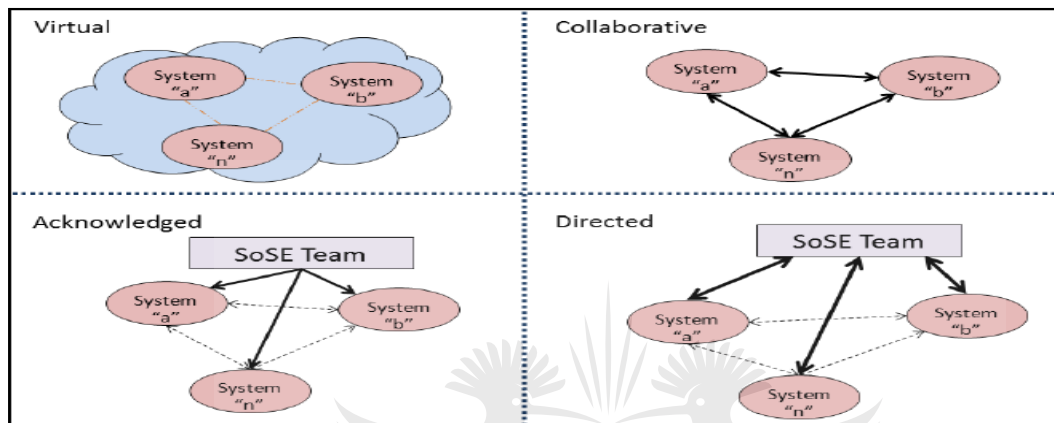 Virtual
System
"a"
System
"b"
System
"n"
Collaborative
System
"a"
System
"b"
System
"n"
Acknowledged
SoSE Team
System
"a"
System
"b"
System
"n"
Directed
SoSE Team
System
"a"
System
"b"
System
"n"